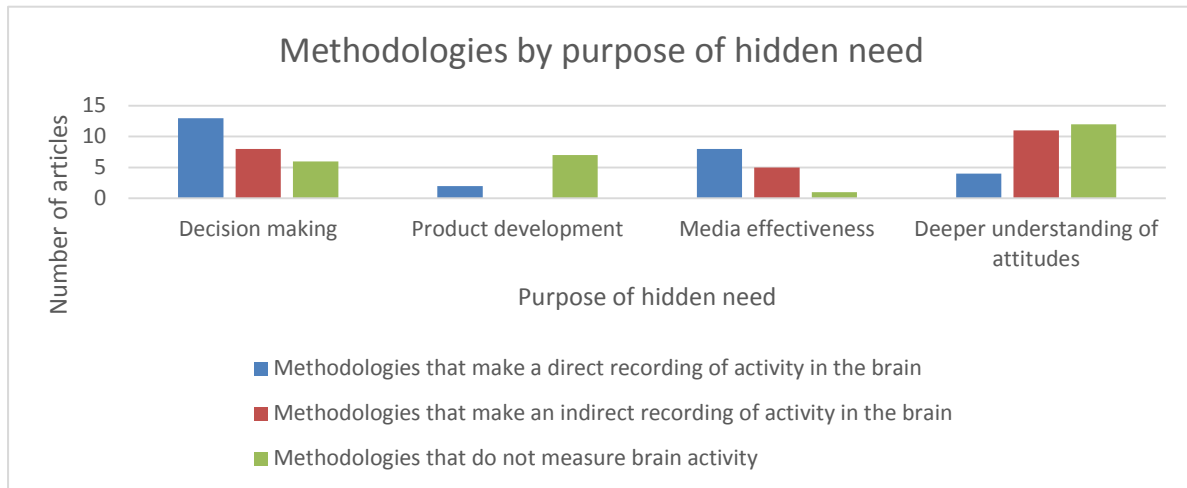 Methodologies by purpose of hidden need
Number of articles
15
10
5
0
Decision making
Product development
Media effectiveness
Deeper understanding of
attitudes
Purpose of hidden need
Methodologies that make a direct recording of activity in the brain
Methodologies that make an indirect recording of activity in the brain
Methodologies that do not measure brain activity